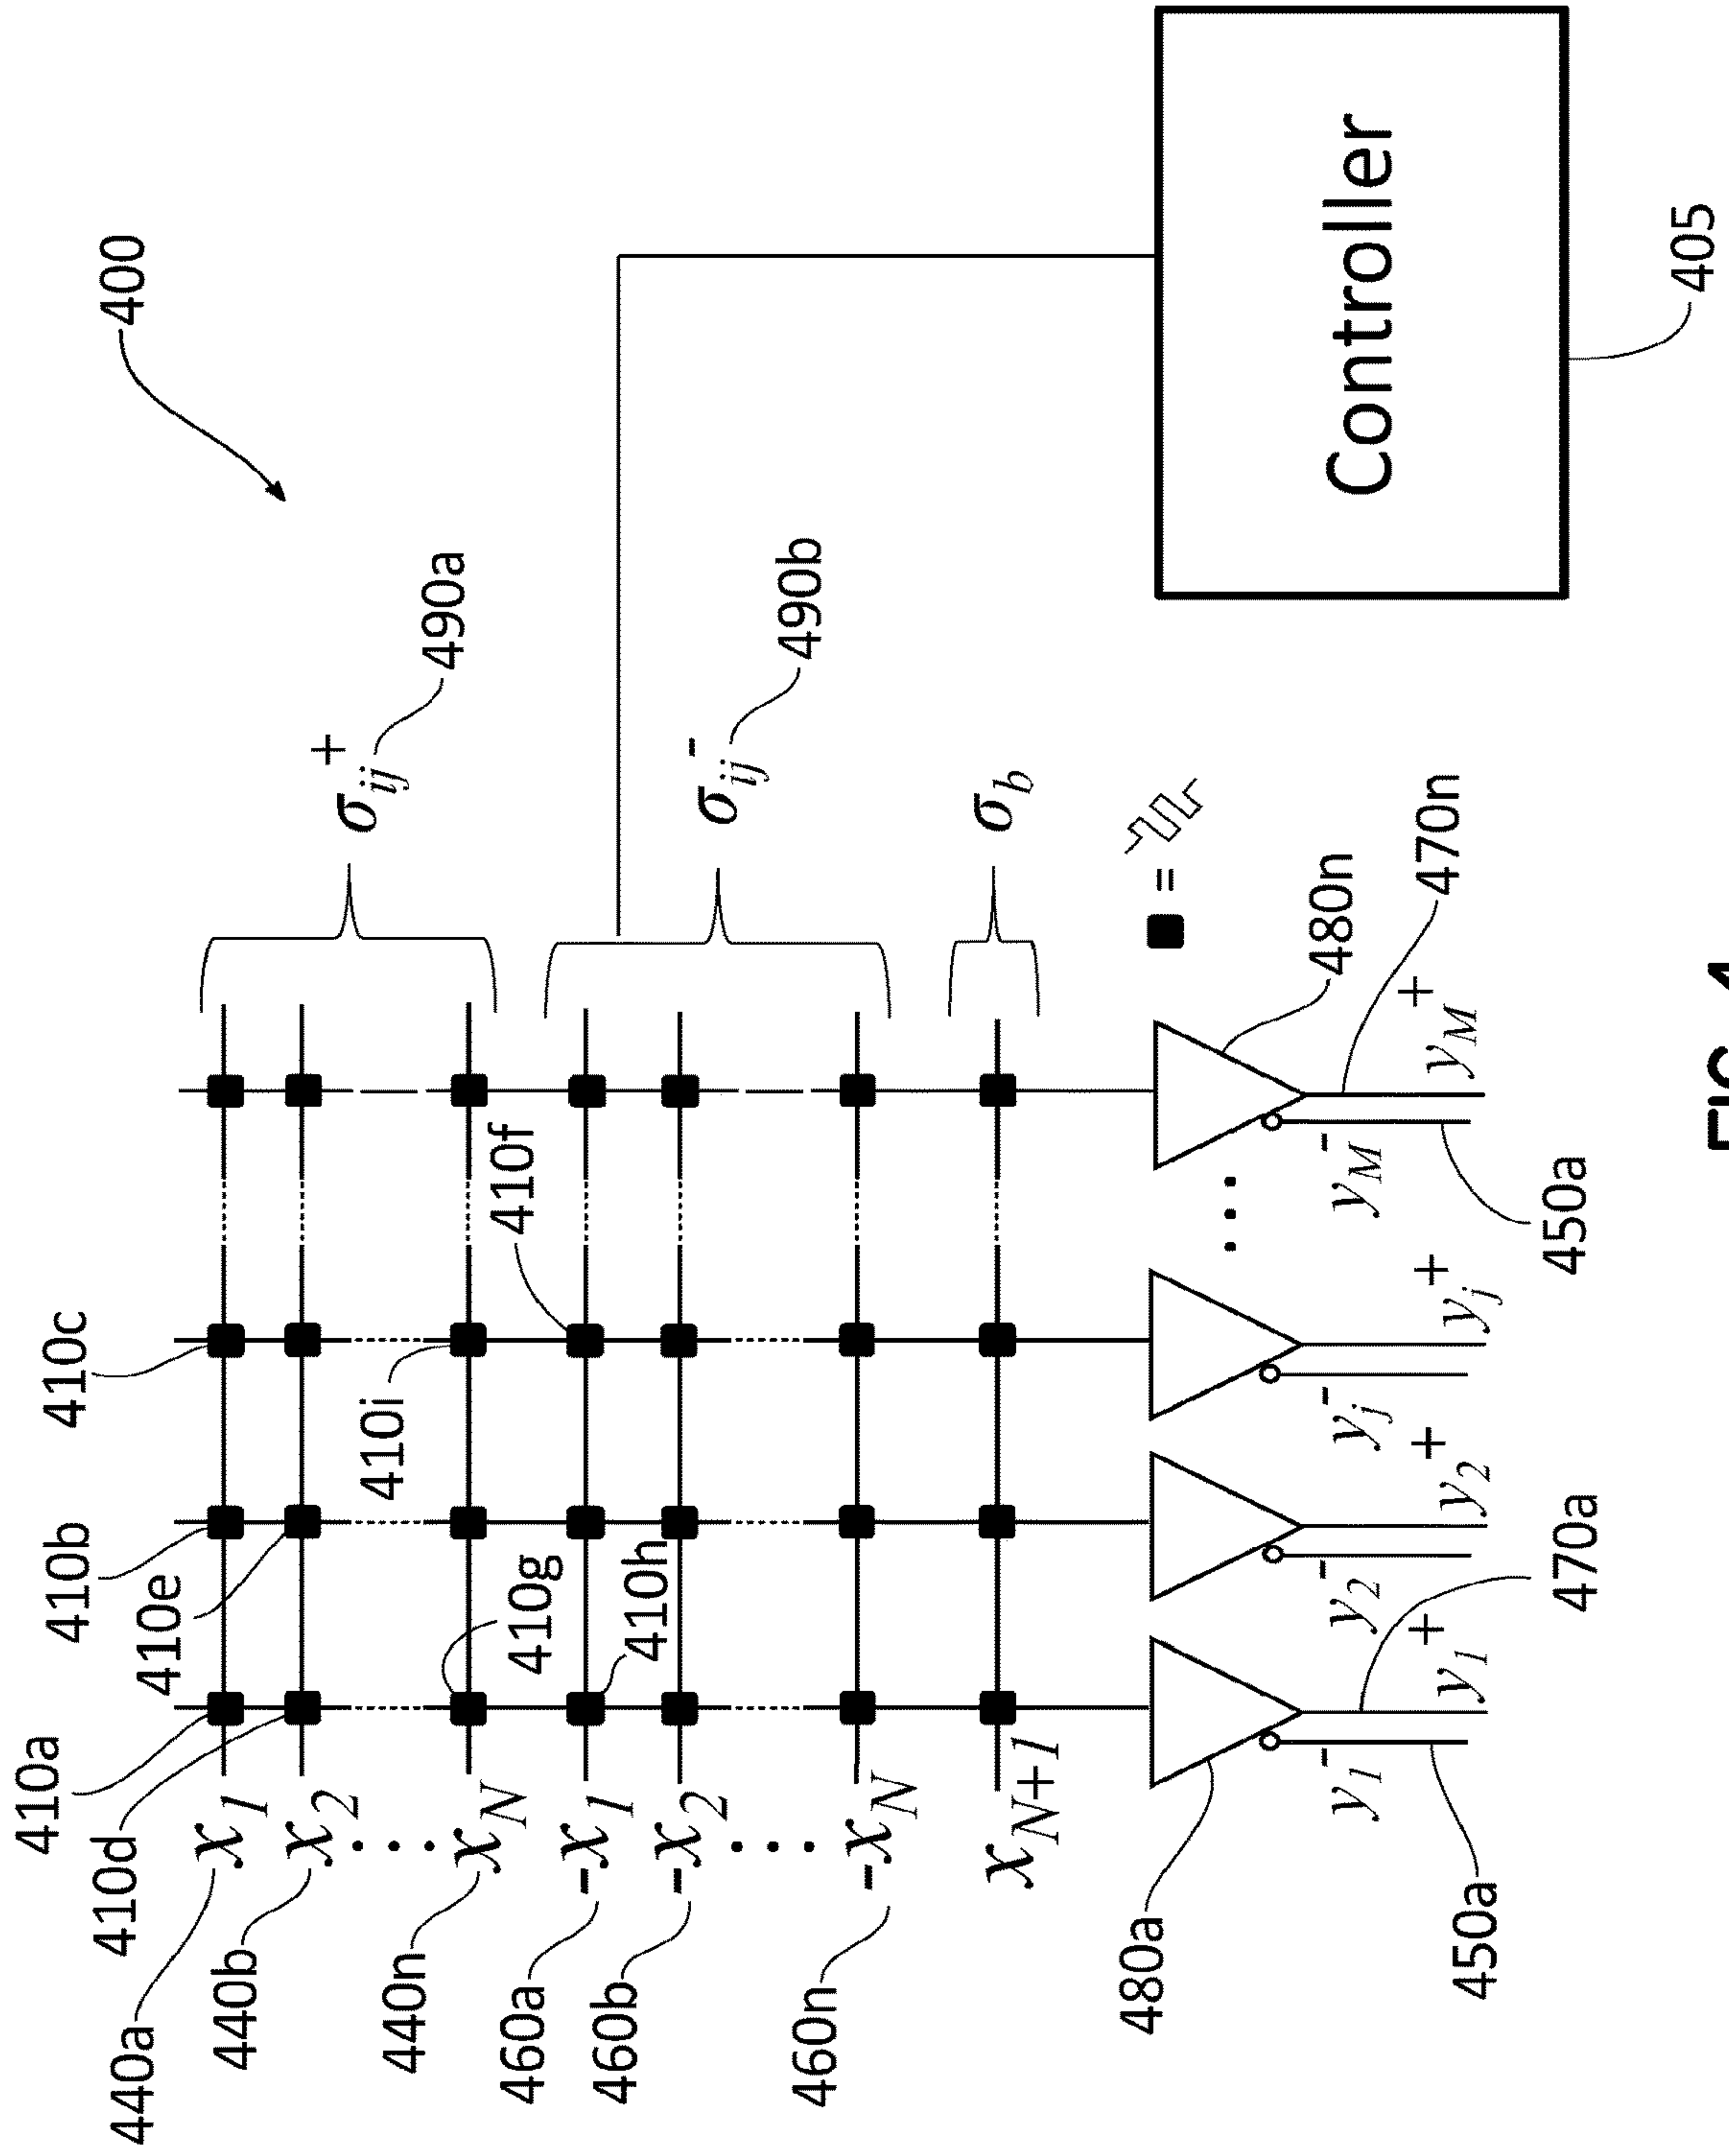 400
410a
410b
410c
410d
410e
410f
410g
410h
410i
440a
x1
440b
x2
440n
xN
460a
-x1
460b
-x2
460n
-xN
xN+1
σij+
490a
σij-
490b
σb
=
480a
480n
y1-
y1+
y2-
y2+
yj-
yj+
yM-
yM+
450a
470a
450a
470n
Controller
405